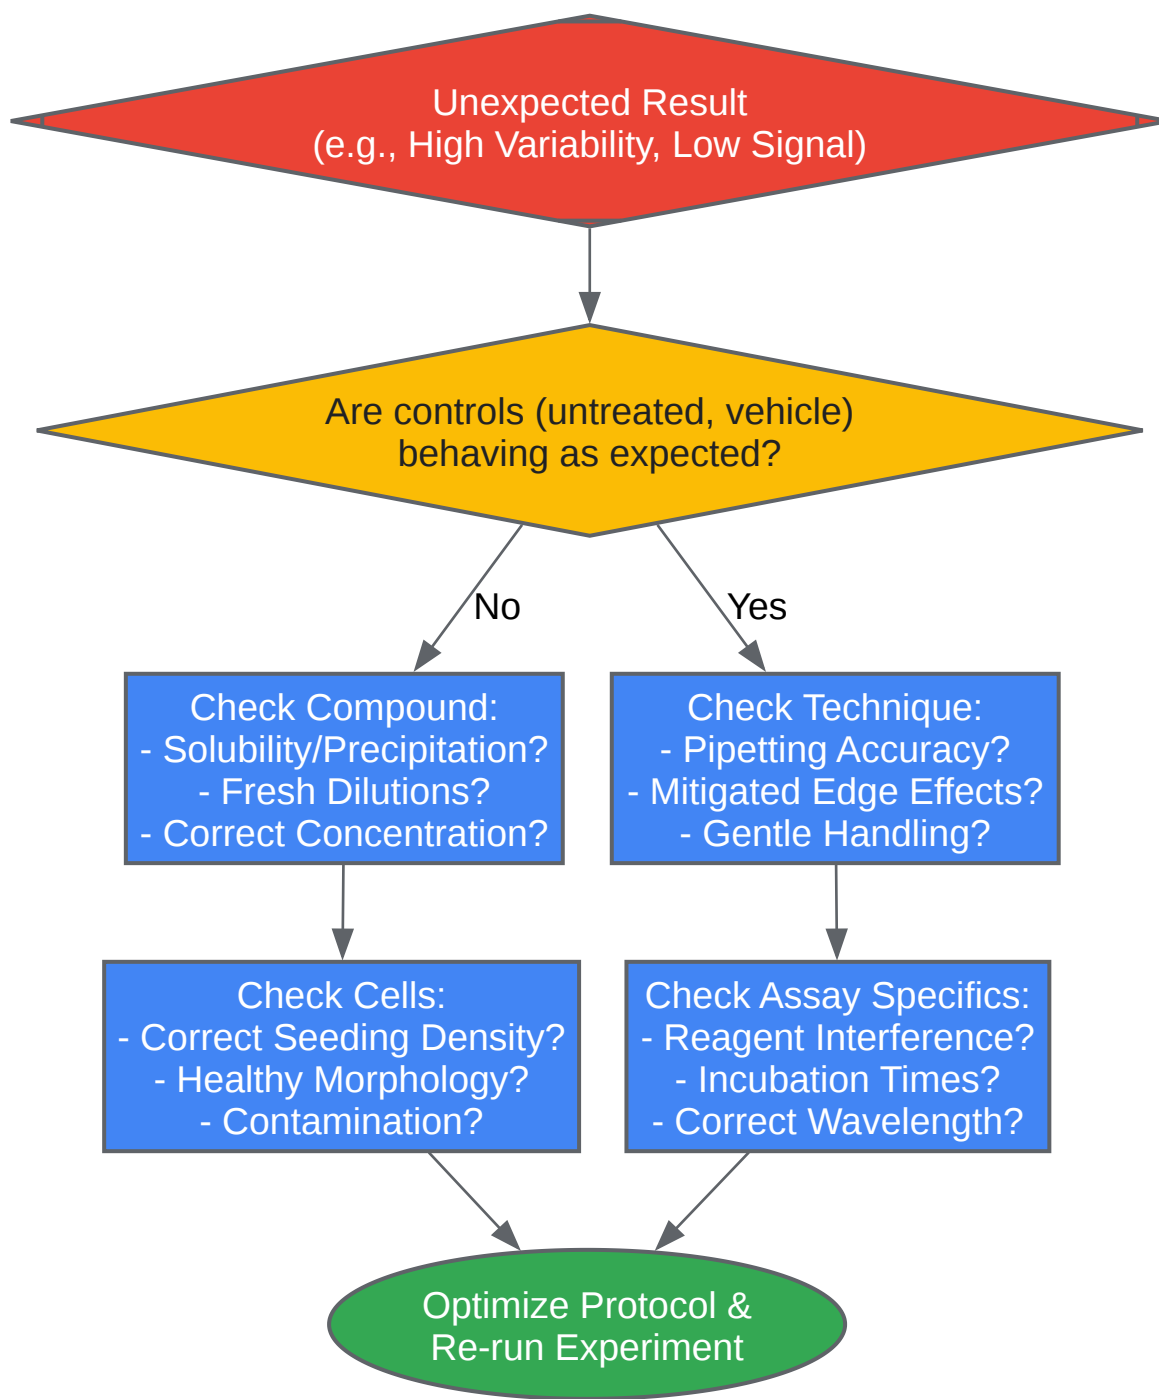 Unexpected Result
(e.g., High Variability, Low Signal)
Are controls (untreated, vehicle)
behaving as expected?
No
Yes
Check Compound:
- Solubility/Precipitation?
- Fresh Dilutions?
- Correct Concentration?
Check Technique:
- Pipetting Accuracy?
- Mitigated Edge Effects?
- Gentle Handling?
Check Cells:
- Correct Seeding Density?
- Healthy Morphology?
- Contamination?
Check Assay Specifics:
- Reagent Interference?
- Incubation Times?
- Correct Wavelength?
Optimize Protocol &
Re-run Experiment